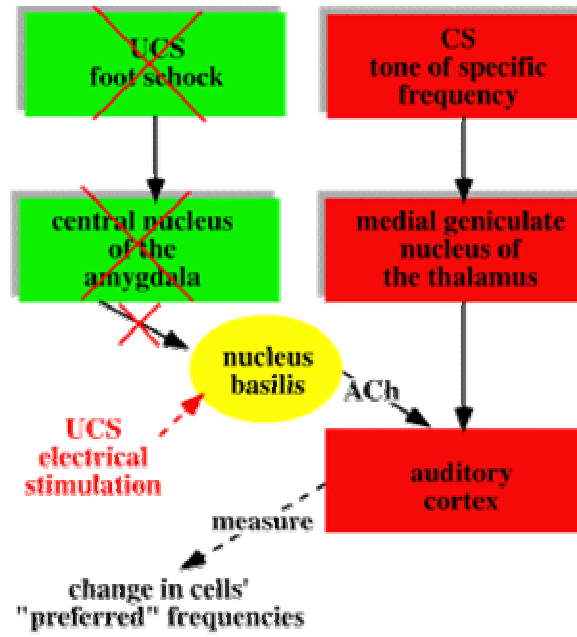 UCS
foot schock
CS
tone of specific
frequency
central nucleus
of the
amygdala
medial geniculate
nucleus of
the thalamus
nucleus
basilis
ACh
UCS
electrical
stimulation
auditory
cortex
measure
change in cells'
"preferred" frequencies